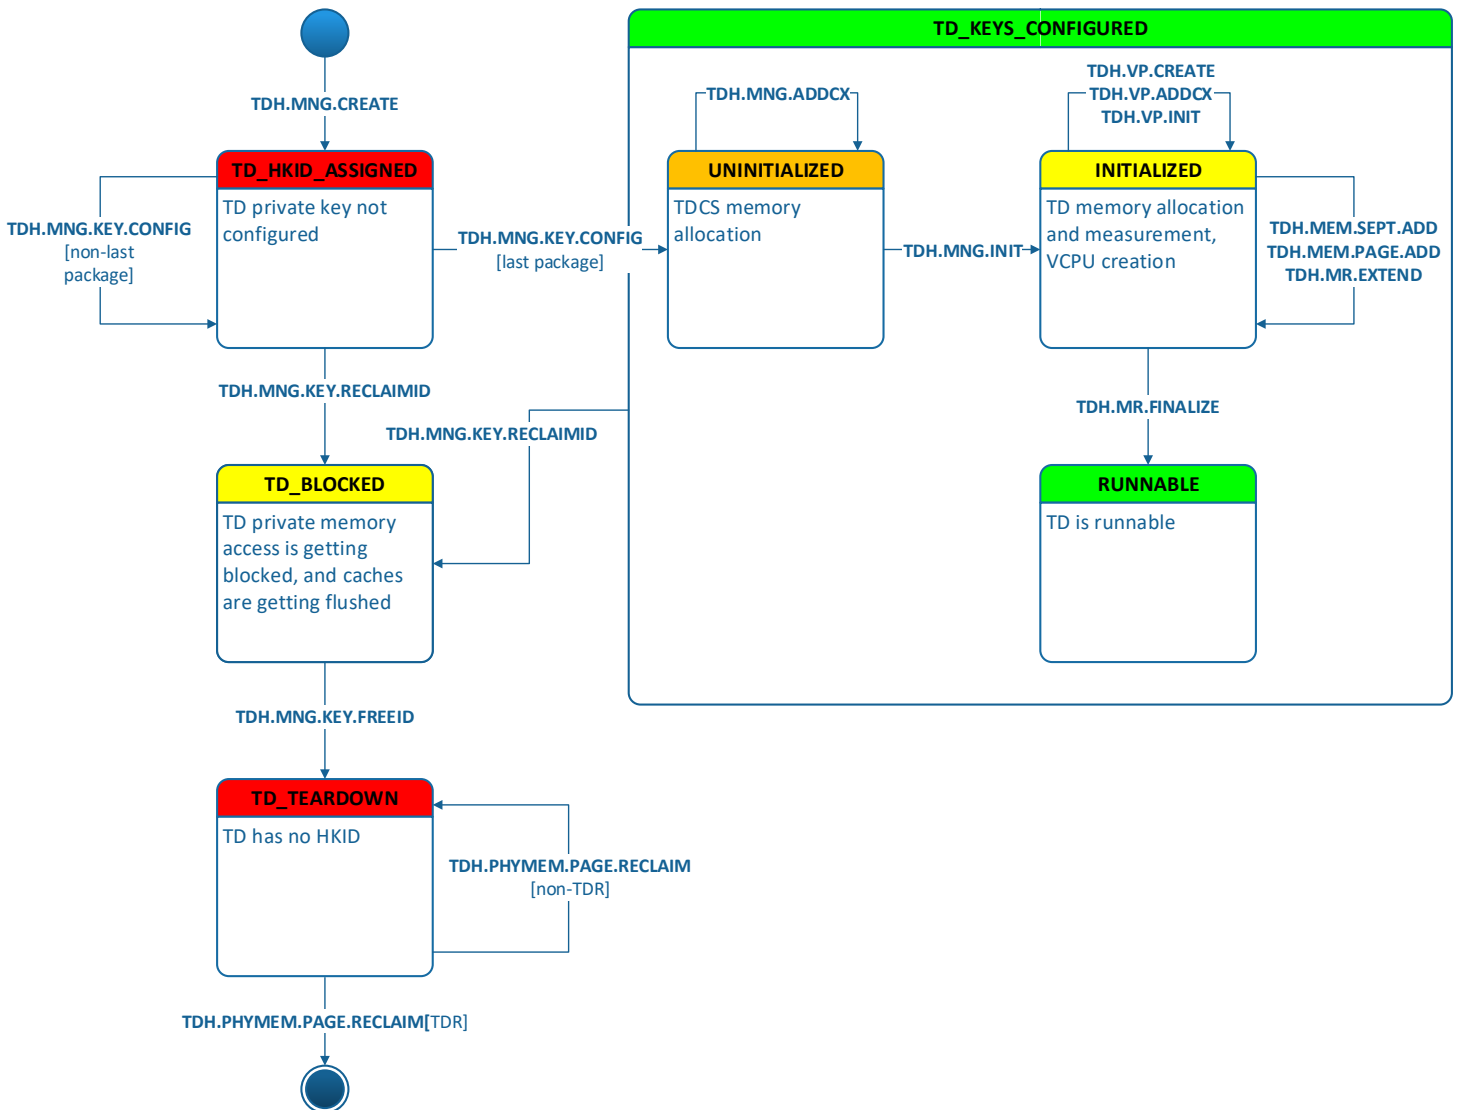 TD_KEYS_CONFIGURED
TDH.MNG.CREATE
TDH.MNG.ADDCX
TDH.VP.CREATE
TDH.VP.ADDCX
TDH.VP.INIT
TD_HKID_ASSIGNED
TD private key not
configured
TDH.MNG.KEY.CONFIG
[non-last
package]
TDH.MNG.KEY.CONFIG
[last package]
UNINITIALIZED
TDCS memory
allocation
TDH.MNG.INIT
INITIALIZED
TD memory allocation
and measurement,
VCPU creation
TDH.MEM.SEPT.ADD
TDH.MEM.PAGE.ADD
TDH.MR.EXTEND
TDH.MNG.KEY.RECLAIMID
TDH.MNG.KEY.RECLAIMID
TDH.MR.FINALIZE
TD_BLOCKED
TD private memory
access is getting
blocked, and caches
are getting flushed
RUNNABLE
TD is runnable
TDH.MNG.KEY.FREEID
TD_TEARDOWN
TD has no HKID
TDH.PHYMEM.PAGE.RECLAIM
[non-TDR]
TDH.PHYMEM.PAGE.RECLAIM[TDR]